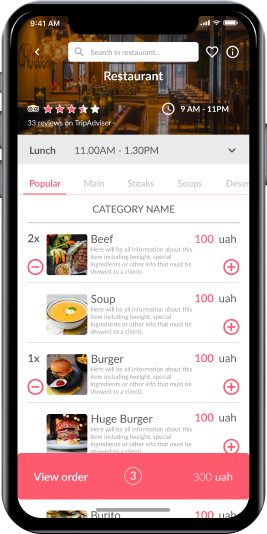 9:41 AM
Search in restaurant...
Restaurant
9 AM - 11PM
33 reviews on TripAdviser
Lunch 11.00AM - 1.30PM
Popular Main Steaks Soups Deser
CATEGORY NAME
2x Beef 100 uah
Here will be all information about this
item including (weight, special
ingredients or other info that must be
showed to a client).
Soup 100 uah
Here will be all information about this
item including (weight, special
ingredients or other info that must be
showed to a client).
1x Burger 100 uah
Here will be all information about this
item including (weight, special
ingredients or other info that must be
showed to a client).
Huge Burger 100 uah
Here will be all information about this
item including (weight, special
ingredients or other info that must be
View order 3 300 uah
Burito 100 uah